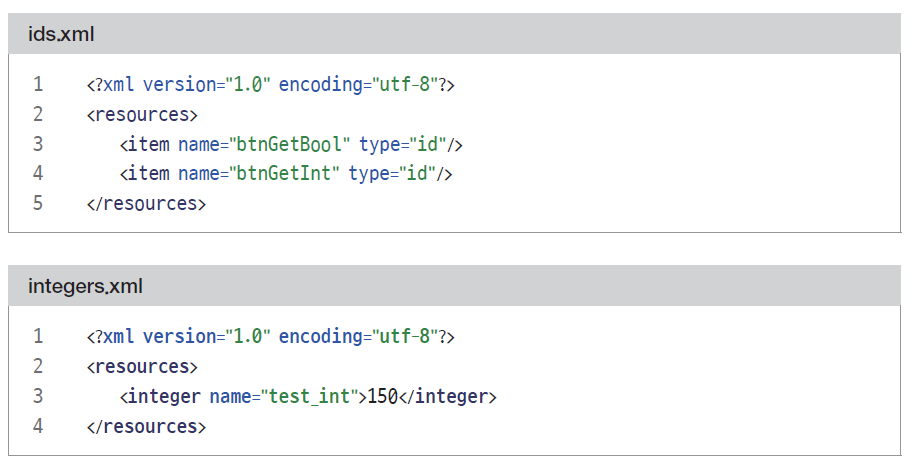 ids.xml
1 <?xml version="1.0" encoding="utf-8"?>
2 <resources>
3 <item name="btnGetBool" type="id"/>
4 <item name="btnGetInt" type="id"/>
5 </resources>
integers.xml
1 <?xml version="1.0" encoding="utf-8"?>
2 <resources>
3 <integer name="test_int">150</integer>
4 </resources>